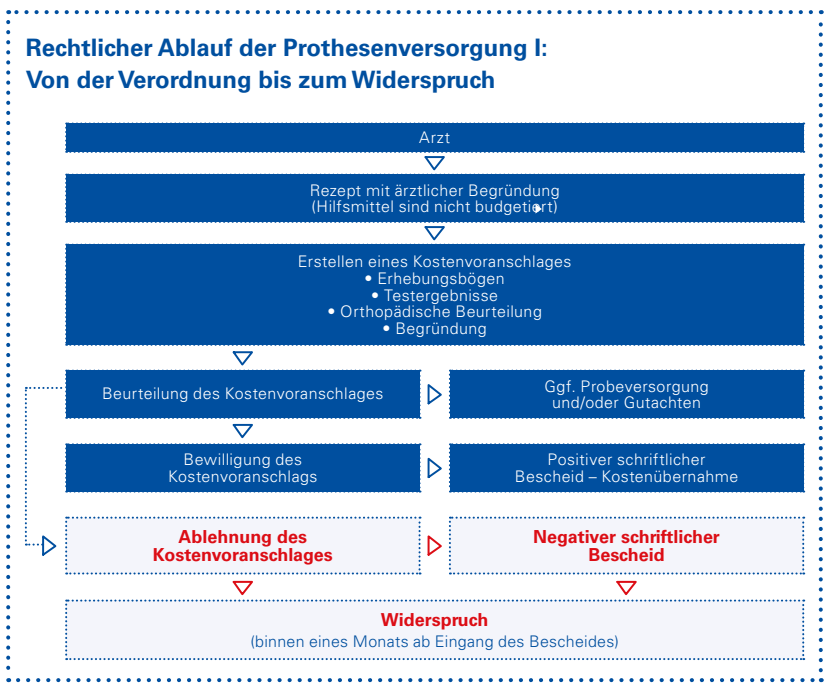 Rechtlicher Ablauf der Prothesenversorgung I:
Von der Verordnung bis zum Widerspruch
Arzt
Rezept mit ärztlicher Begründung
(Hilfsmittel sind nicht budgetiert)
Erstellen eines Kostenvoranschlages
• Erhebungsbögen
• Testergebnisse
• Orthopädische Beurteilung
• Begründung
Beurteilung des Kostenvoranschlages
Ggf. Probeversorgung
und/oder Gutachten
Bewilligung des
Kostenvoranschlags
Positiver schriftlicher
Bescheid – Kostenübernahme
Ablehnung des
Kostenvoranschlages
Negativer schriftlicher
Bescheid
Widerspruch
(binnen eines Monats ab Eingang des Bescheides)